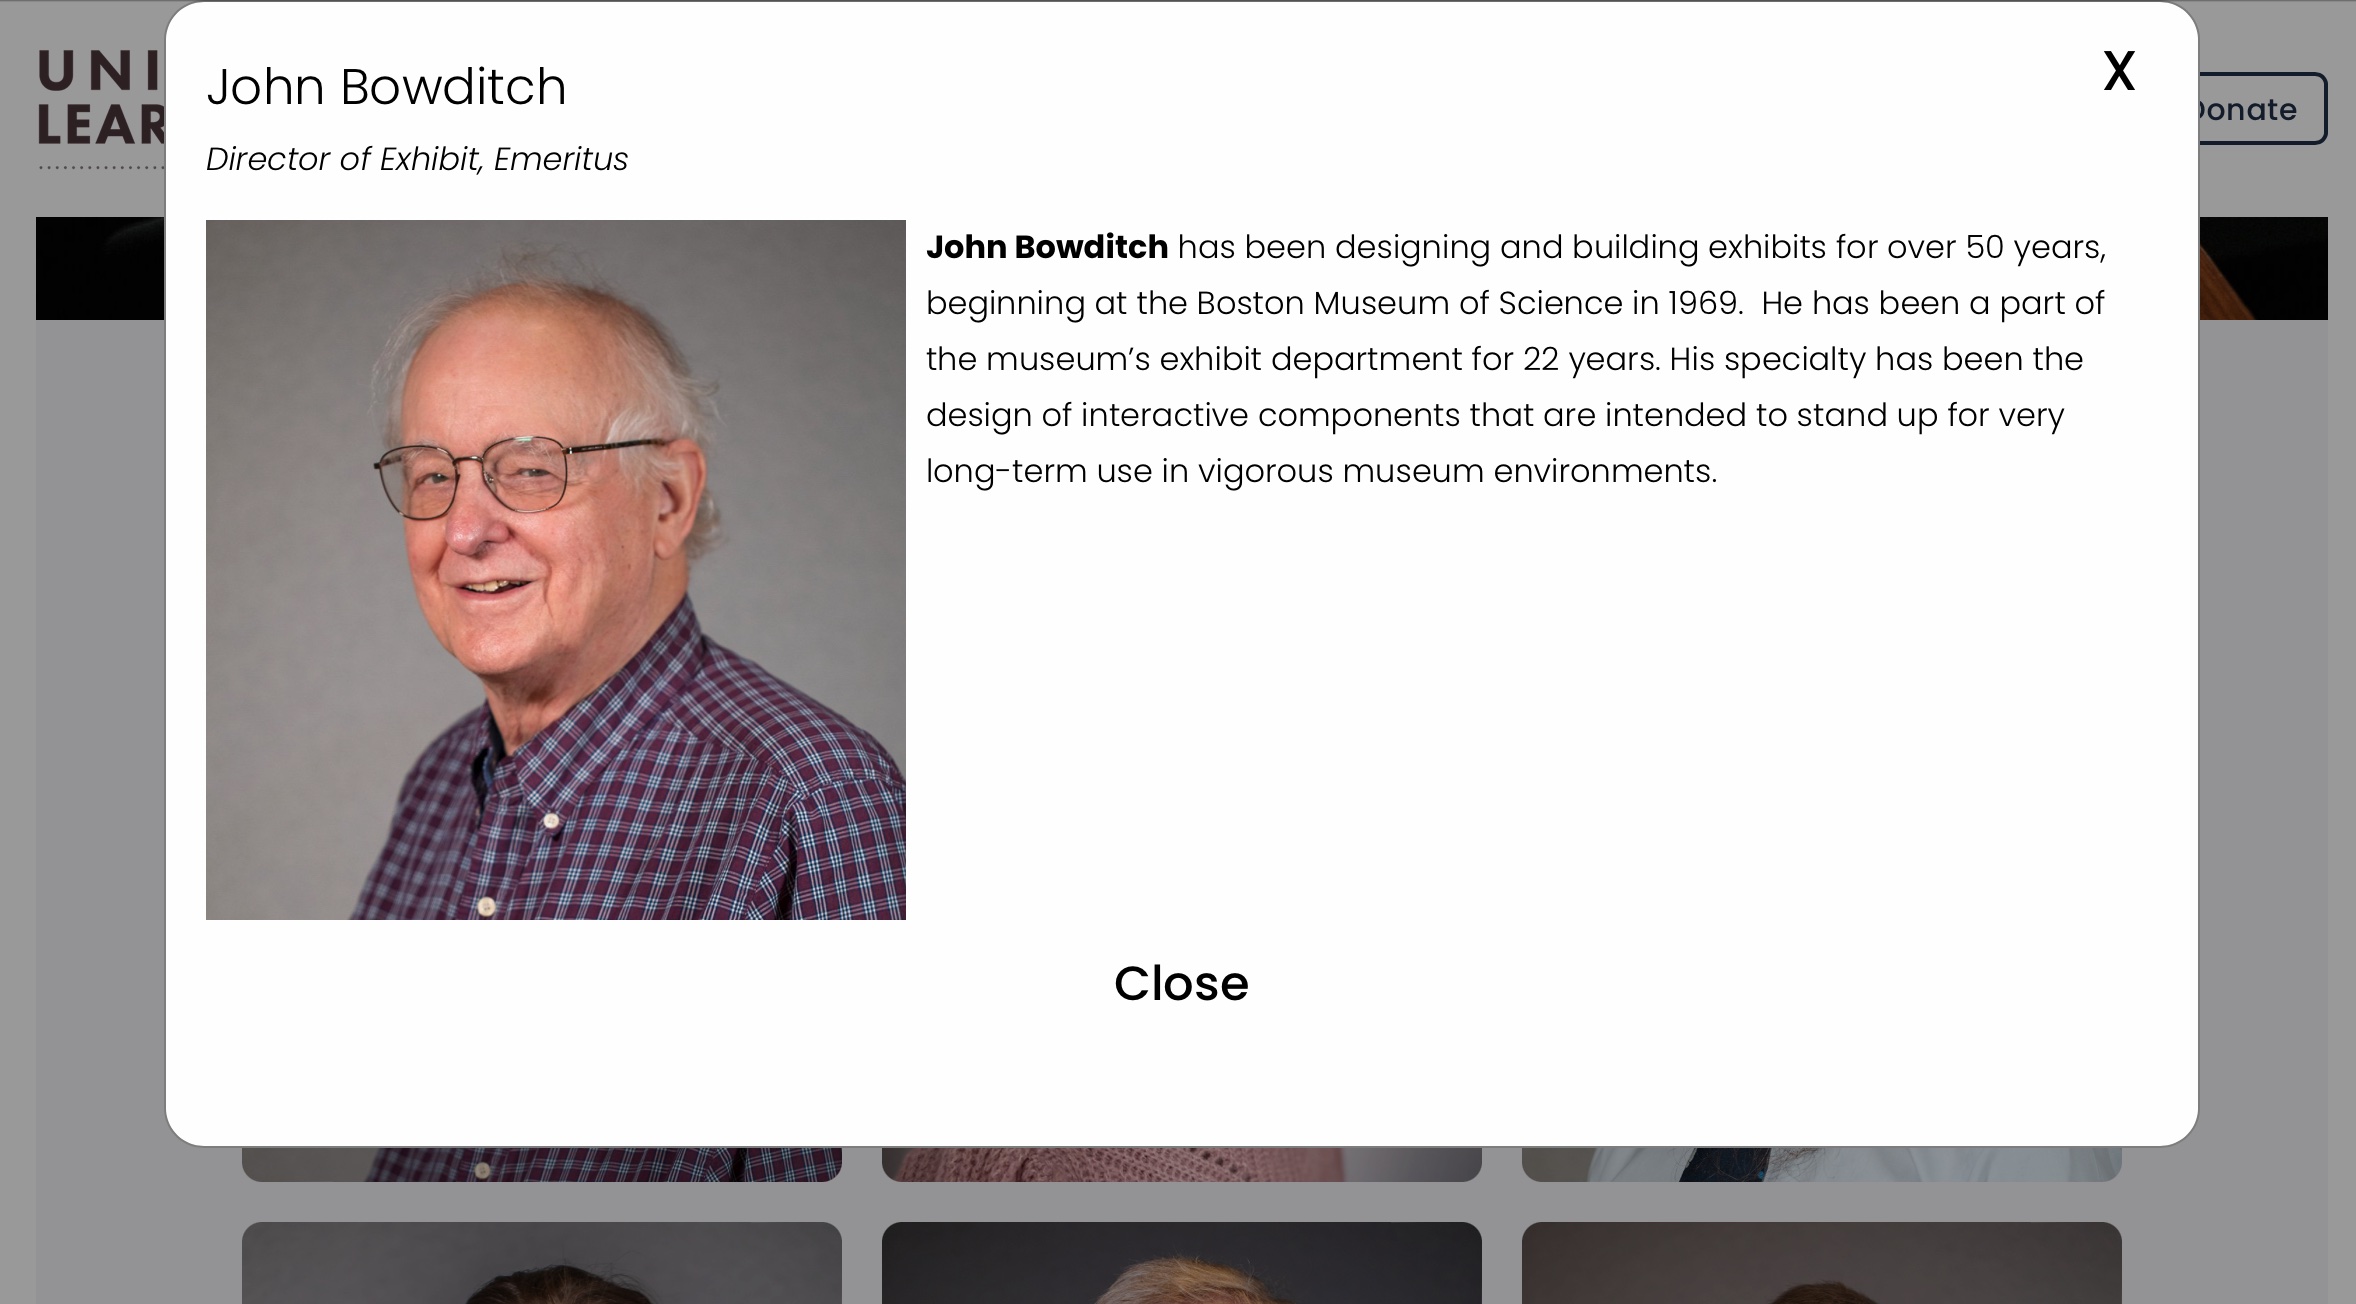 UNI
LEAR
John Bowditch
X
Donate
Director of Exhibit, Emeritus
John Bowditch has been designing and building exhibits for over 50 years,
beginning at the Boston Museum of Science in 1969.  He has been a part of
the museum’s exhibit department for 22 years. His specialty has been the
design of interactive components that are intended to stand up for very
long-term use in vigorous museum environments.
Close